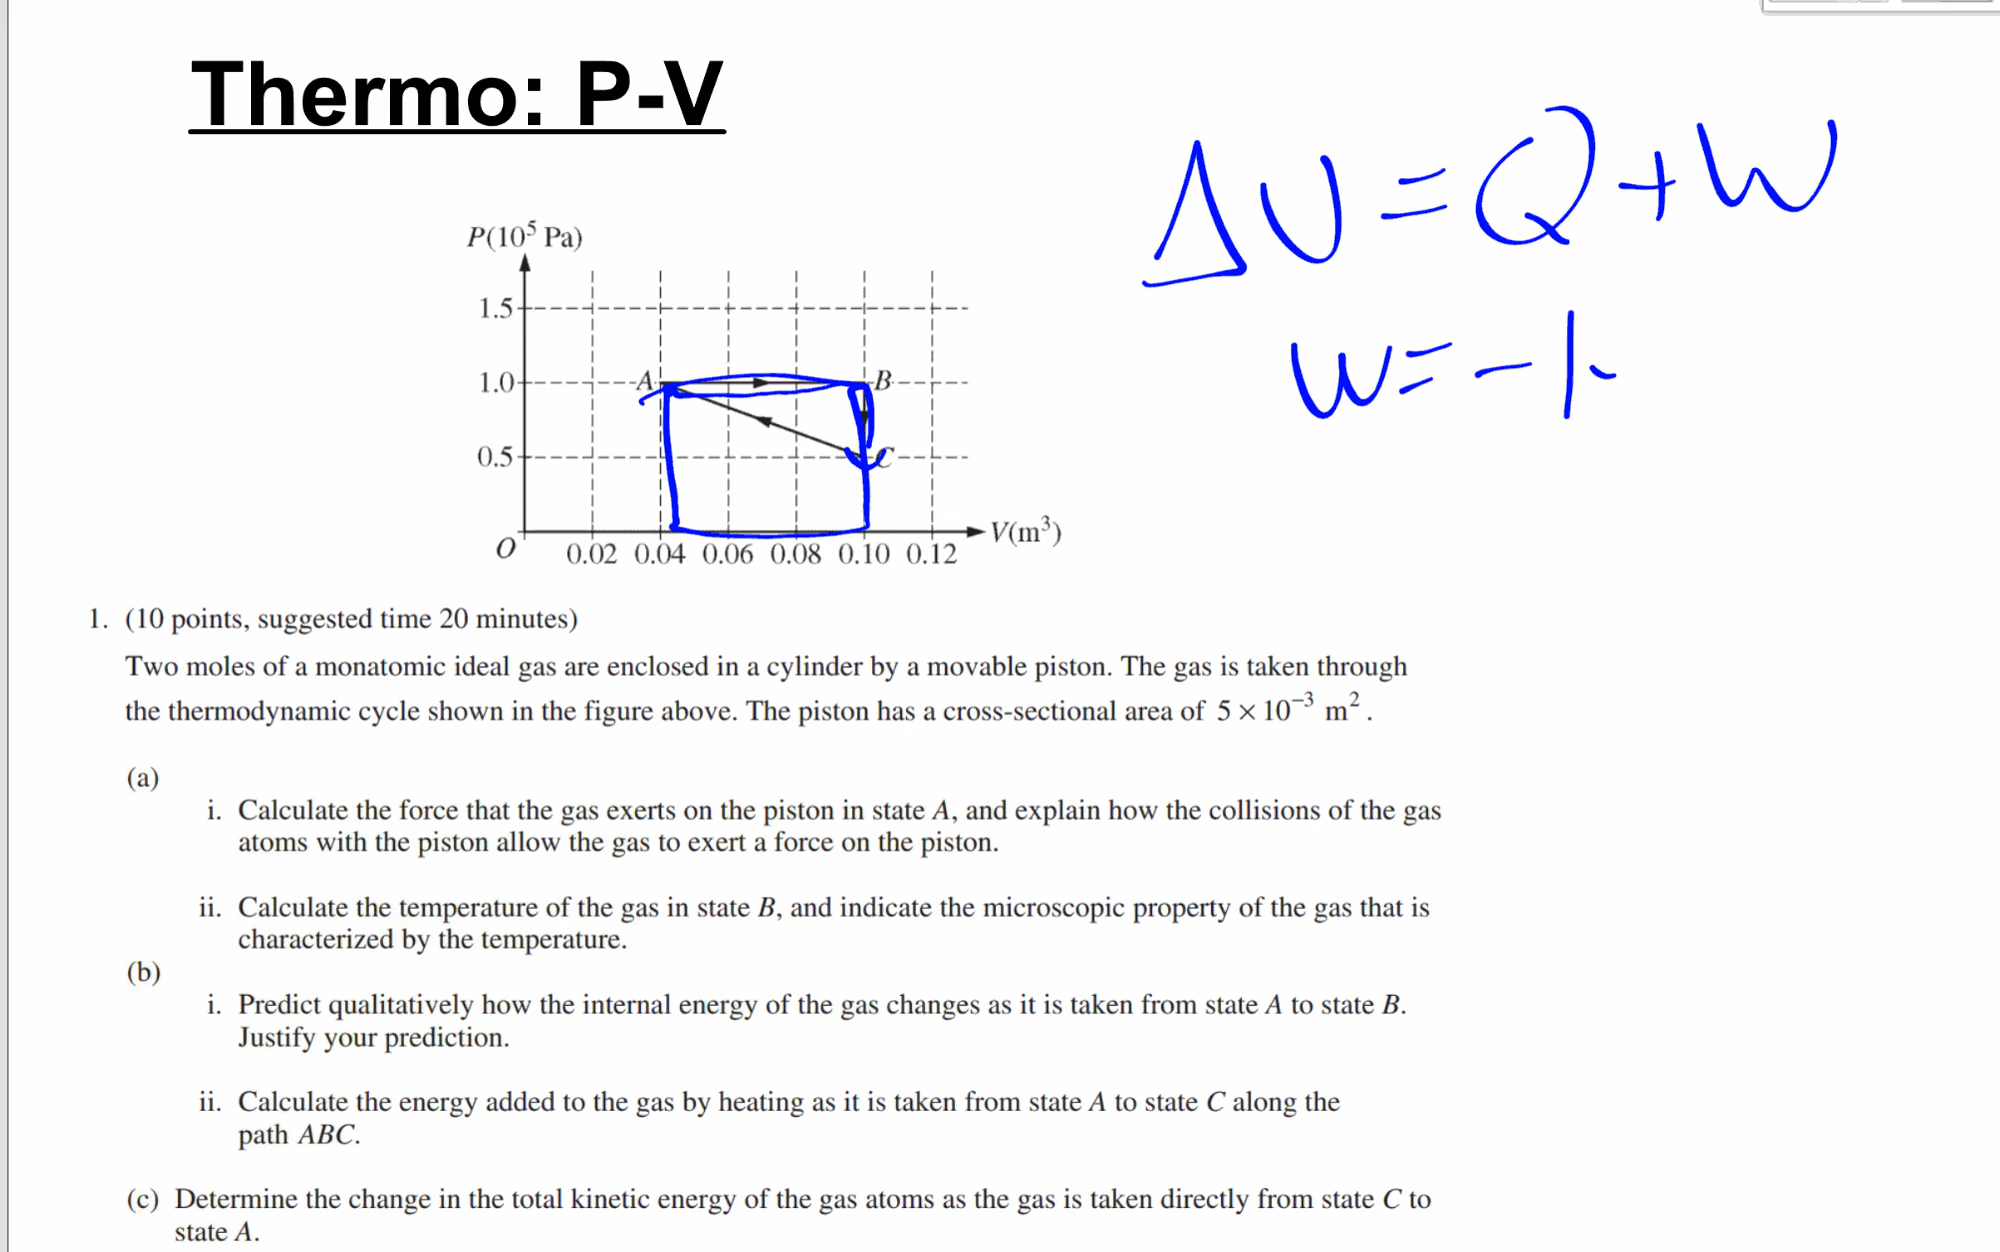 Thermo: P-V
ΔU = Q + W
W = - 1
P(10⁵ Pa)
1.5
1.0
A
B
0.5
C
V(m³)
O
0.02 0.04 0.06 0.08 0.10 0.12
1. (10 points, suggested time 20 minutes)
Two moles of a monatomic ideal gas are enclosed in a cylinder by a movable piston. The gas is taken through
the thermodynamic cycle shown in the figure above. The piston has a cross-sectional area of 5 × 10⁻³ m².
(a)
i. Calculate the force that the gas exerts on the piston in state A, and explain how the collisions of the gas
atoms with the piston allow the gas to exert a force on the piston.
ii. Calculate the temperature of the gas in state B, and indicate the microscopic property of the gas that is
characterized by the temperature.
(b)
i. Predict qualitatively how the internal energy of the gas changes as it is taken from state A to state B.
Justify your prediction.
ii. Calculate the energy added to the gas by heating as it is taken from state A to state C along the
path ABC.
(c) Determine the change in the total kinetic energy of the gas atoms as the gas is taken directly from state C to
state A.